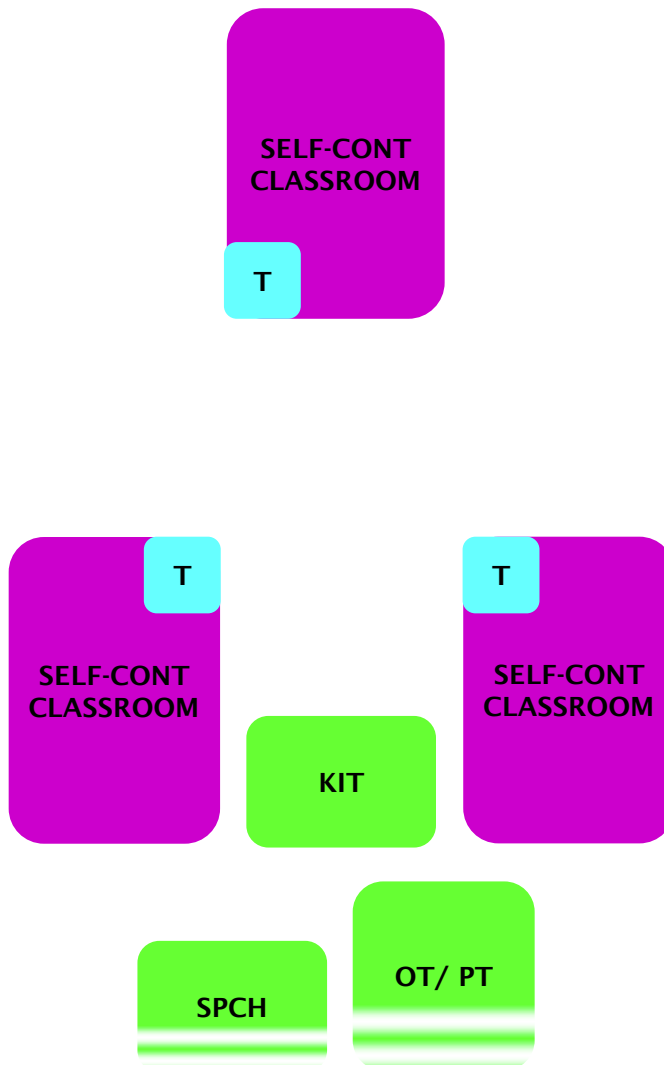 SELF-CONT
CLASSROOM
T
T
T
SELF-CONT
CLASSROOM
SELF-CONT
CLASSROOM
KIT
OT/ PT
SPCH